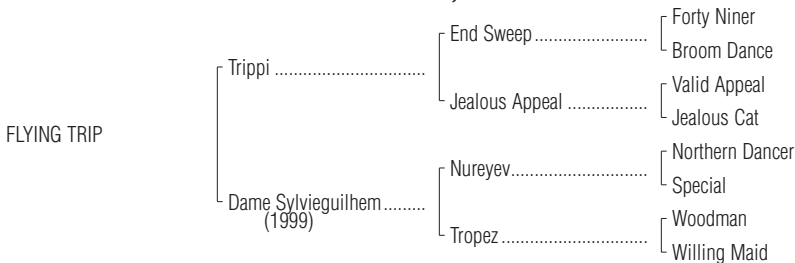 Forty Niner
End Sweep..........................
Broom Dance
Trippi ...................................
Valid Appeal
Jealous Appeal ...................
Jealous Cat
FLYING TRIP
Northern Dancer
Nureyev................................
Special
Dame Sylvieguilhem..........
(1999)
Woodman
Tropez ..................................
Willing Maid